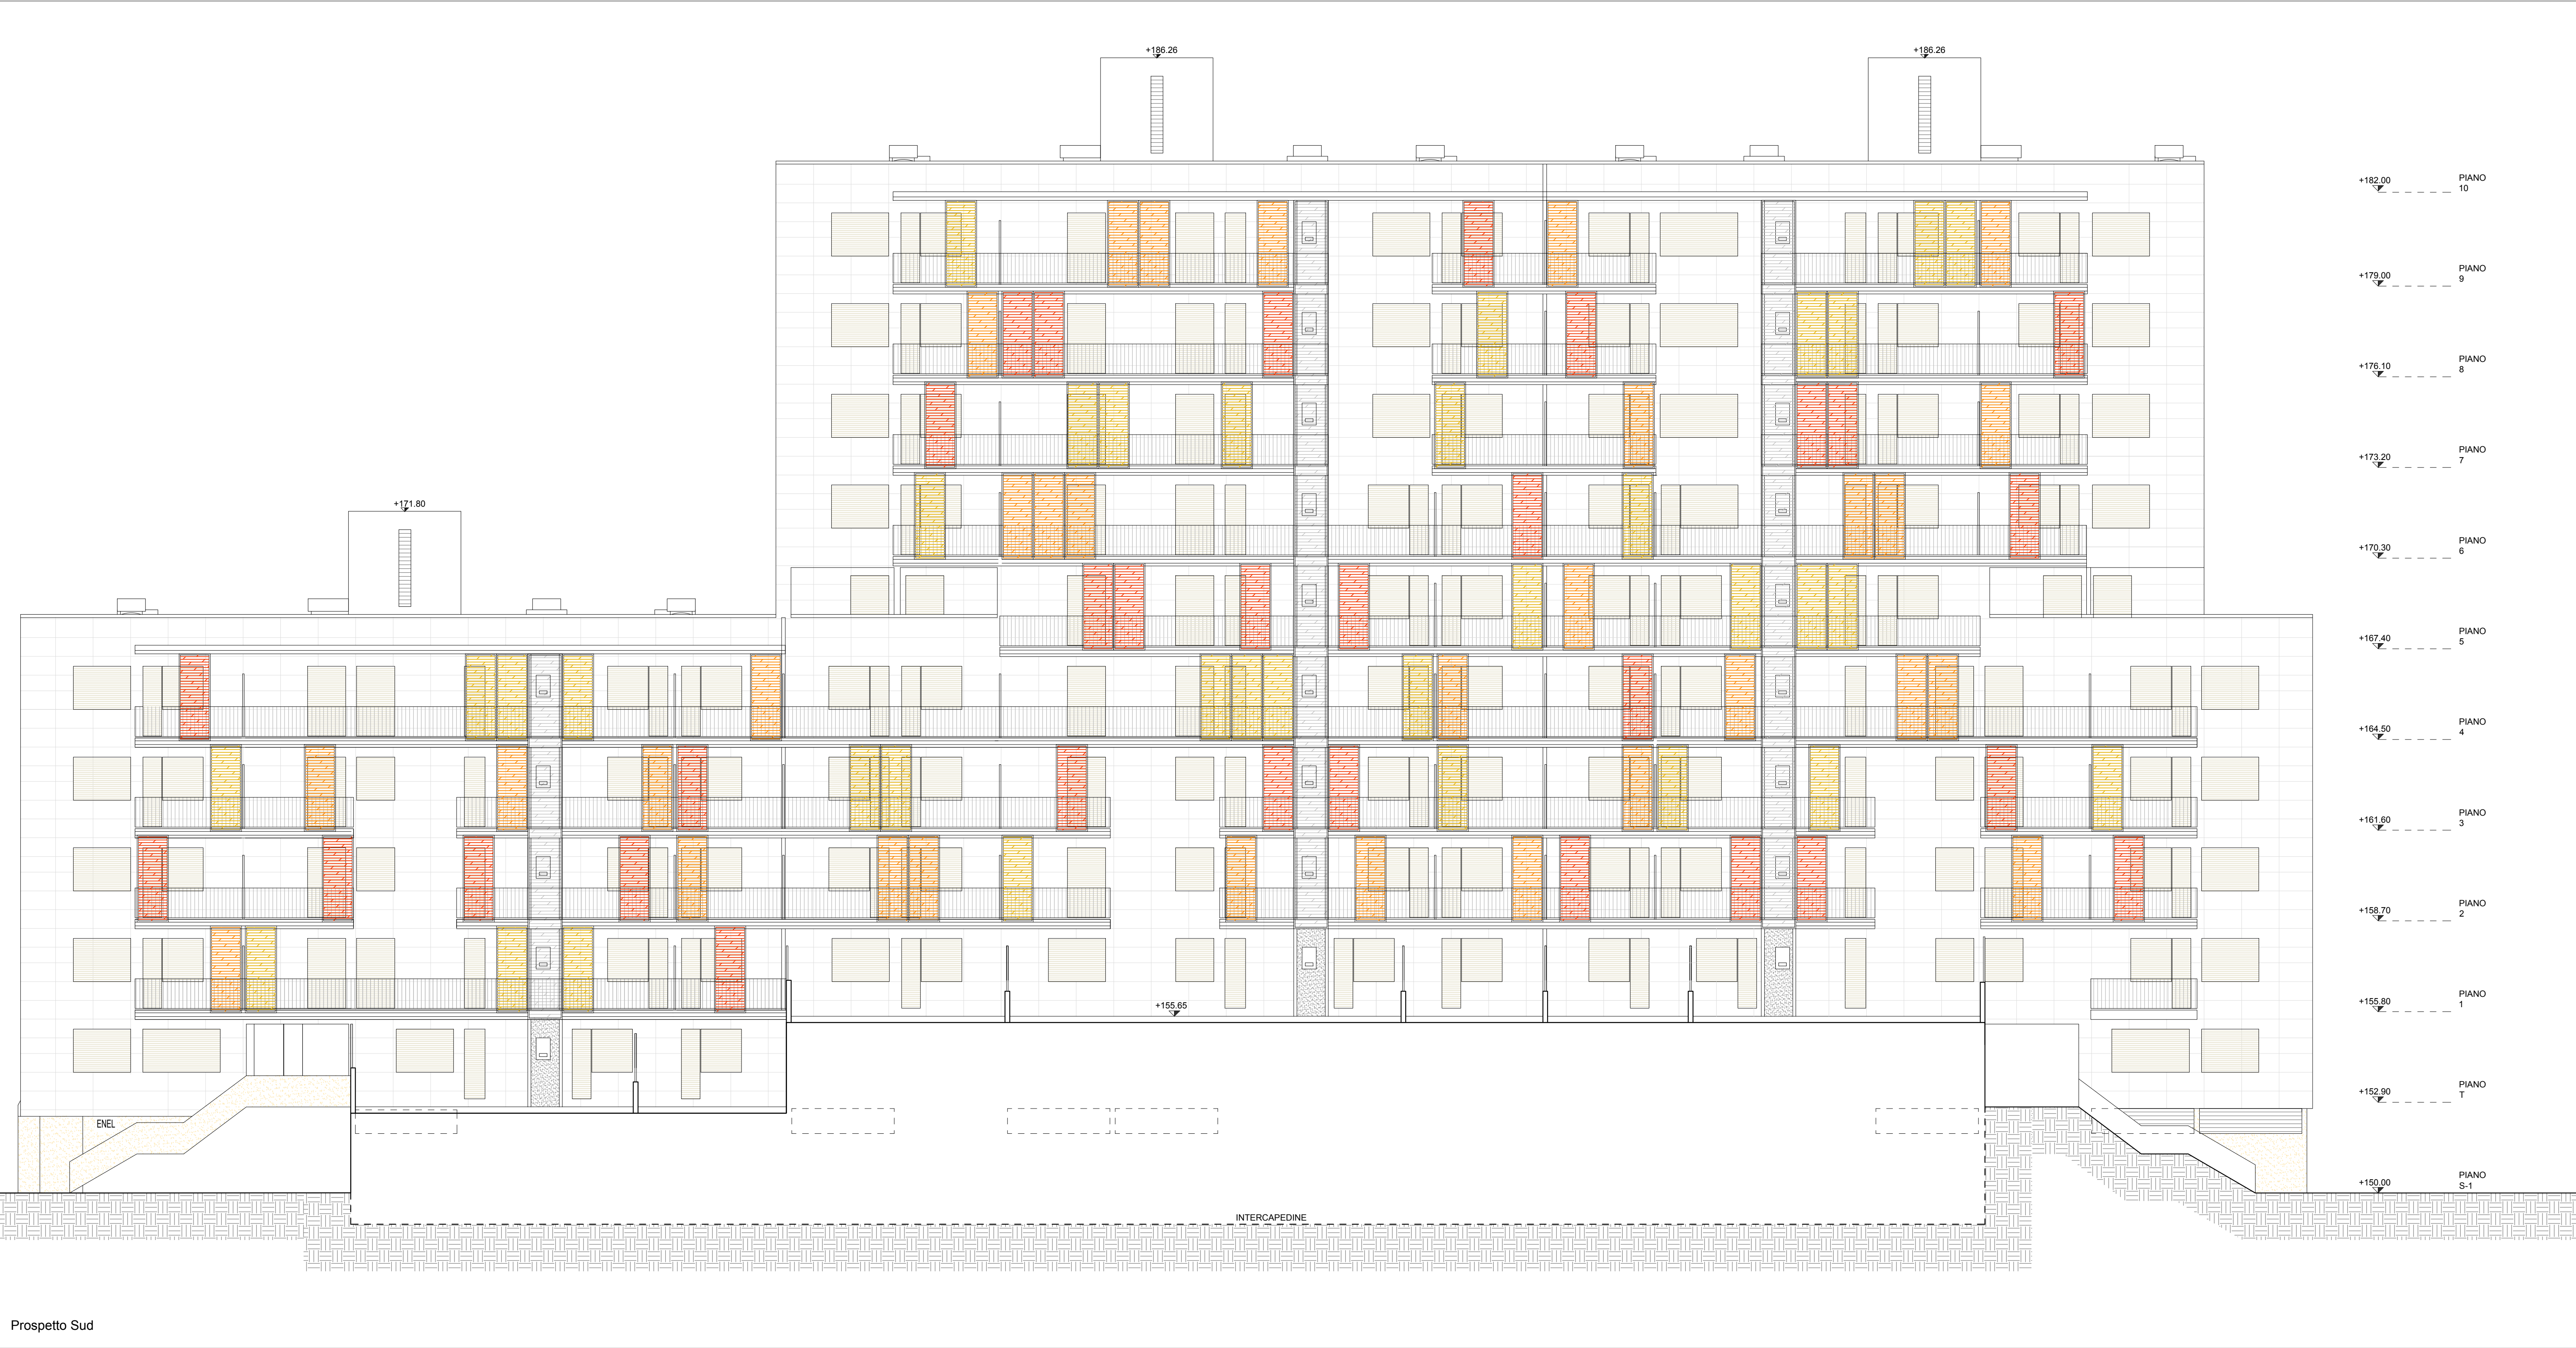 +186.26
+186.26
+182.00
PIANO
10
+179.00
PIANO
9
+176.10
PIANO
8
+173.20
PIANO
7
+171.80
+170.30
PIANO
6
+167.40
PIANO
5
+164.50
PIANO
4
+161.60
PIANO
3
+158.70
PIANO
2
+155.65
+155.80
PIANO
1
+152.90
PIANO
T
ENEL
+150.00
PIANO
S-1
INTERCAPEDINE
Prospetto Sud